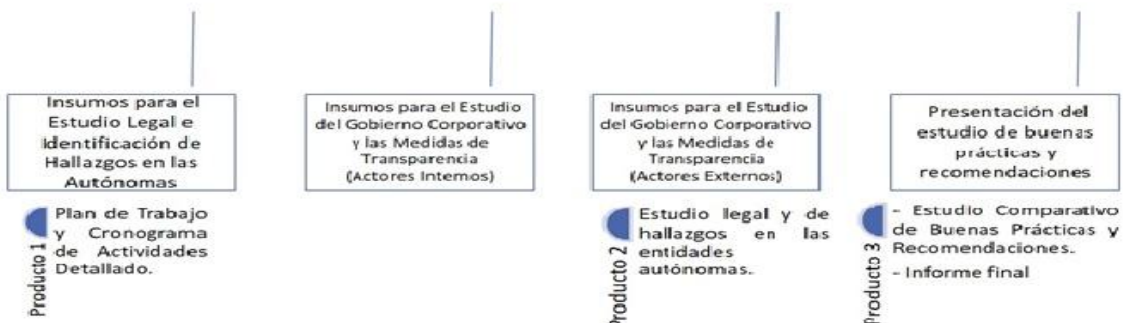 Insumos para el
Estudio Legal e
Identificación de
Hallazgos en las
Autónomas
Insumos para el Estudio
del Gobierno Corporativo
y las Medidas de
Transparencia
(Actores Internos)
Insumos para el Estudio
del Gobierno Corporativo
y las Medidas de
Transparencia
(Actores Externos)
Presentación del
estudio de buenas
prácticas y
recomendaciones
Producto 1
Plan de Trabajo
y Cronograma
de Actividades
Detallado.
Producto 2
Estudio legal y de
hallazgos en las
entidades
autónomas.
Producto 3
- Estudio Comparativo
de Buenas Prácticas y
Recomendaciones.
- Informe final